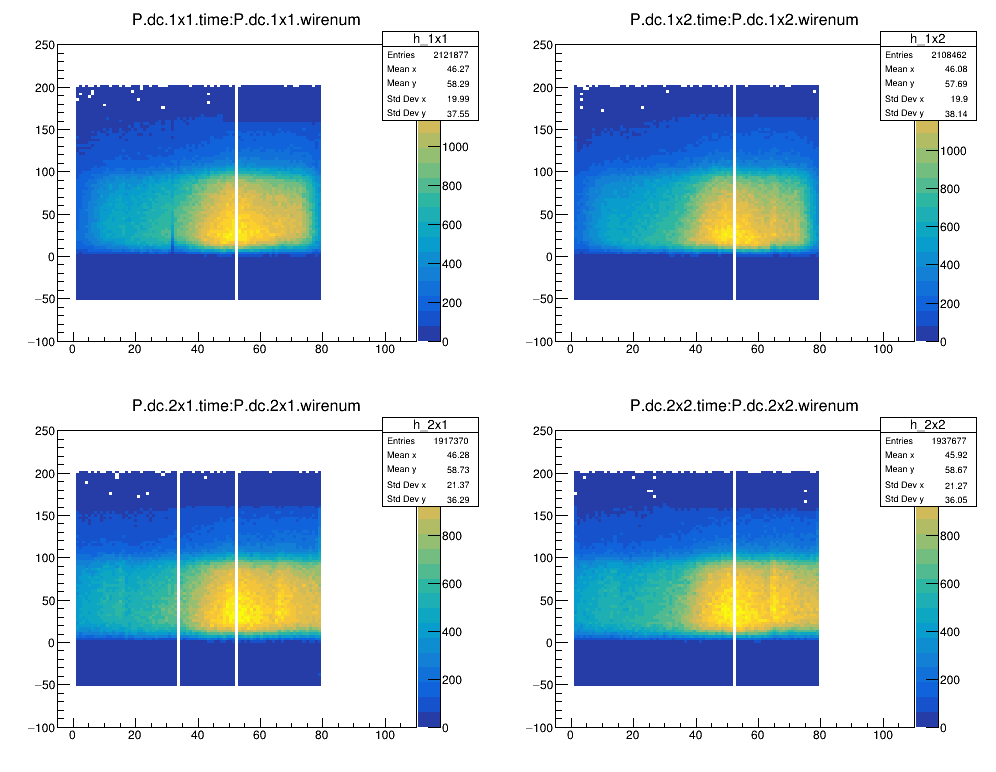 P.dc.1x1.time:P.dc.1x1.wirenum
h_1x1
Entries 2121877
Mean x 46.27
Mean y 58.29
Std Dev x 19.99
Std Dev y 37.55
250
200
150
100
50
0
−50
−100
0 20 40 60 80 100
1000
800
600
400
200
0
P.dc.1x2.time:P.dc.1x2.wirenum
h_1x2
Entries 2108462
Mean x 46.08
Mean y 57.69
Std Dev x 19.9
Std Dev y 38.14
250
200
150
100
50
0
−50
−100
0 20 40 60 80 100
1000
800
600
400
200
0
P.dc.2x1.time:P.dc.2x1.wirenum
h_2x1
Entries 1917370
Mean x 46.28
Mean y 58.73
Std Dev x 21.37
Std Dev y 36.29
250
200
150
100
50
0
−50
−100
0 20 40 60 80 100
800
600
400
200
0
P.dc.2x2.time:P.dc.2x2.wirenum
h_2x2
Entries 1937677
Mean x 45.92
Mean y 58.67
Std Dev x 21.27
Std Dev y 36.05
250
200
150
100
50
0
−50
−100
0 20 40 60 80 100
800
600
400
200
0